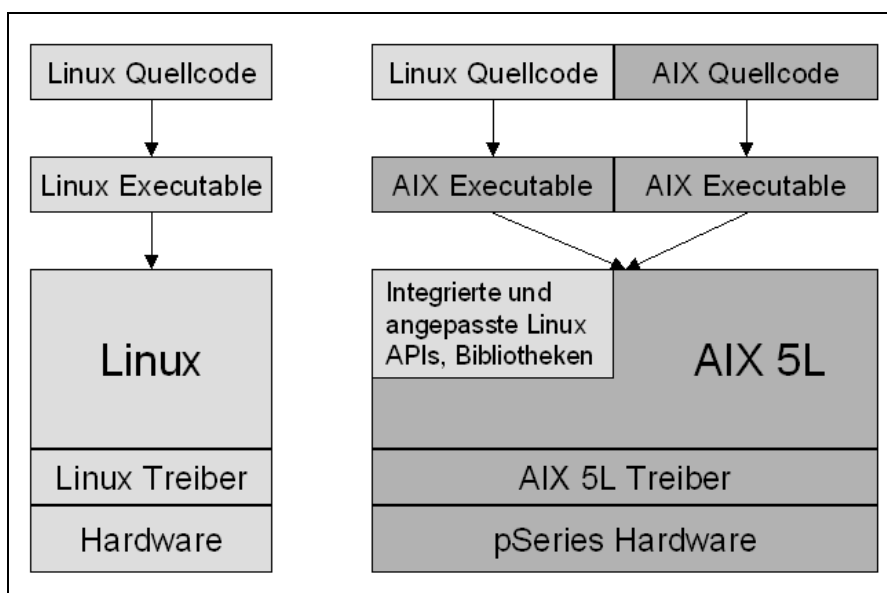 Linux Quellcode
Linux Executable
Linux
Linux Treiber
Hardware
Linux Quellcode
AIX Quellcode
AIX Executable
AIX Executable
Integrierte und
angepasste Linux
APIs, Bibliotheken
AIX 5L
AIX 5L Treiber
pSeries Hardware